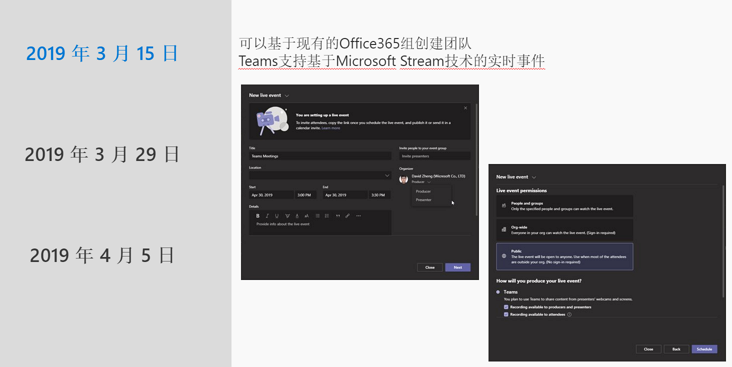 2019 年 3 月 15 日
2019 年 3 月 29 日
2019 年 4 月 5 日
可以基于现有的Office365组创建团队
Teams支持基于Microsoft Stream技术的实时事件
New live event
You are setting up a live event
To invite attendees, copy the link once you schedule the live event, and publish it or send it in a
calendar invite. Learn more
Title
Teams Meetings
Location
Start
End
Apr 30, 2019
3:00 PM
Apr 30, 2019
3:30 PM
Details
B I U
Paragraph
Provide info about the live event
Invite people to your event group
Invite presenters
Organizer
David Zheng (Microsoft Co., LTD)
Producer
Producer
Presenter
Close
Next
New live event
Live event permissions
People and groups
Only the specified people and groups can watch the live event.
Org-wide
Everyone in your org can watch the live event. (Sign-in required)
Public
The live event will be open to anyone. Use when most of the attendees
are outside your org. (No sign-in required)
How will you produce your live event?
Teams
You plan to use Teams to share content from presenters' webcams and screens.
Recording available to producers and presenters
Recording available to attendees
Close
Back
Schedule